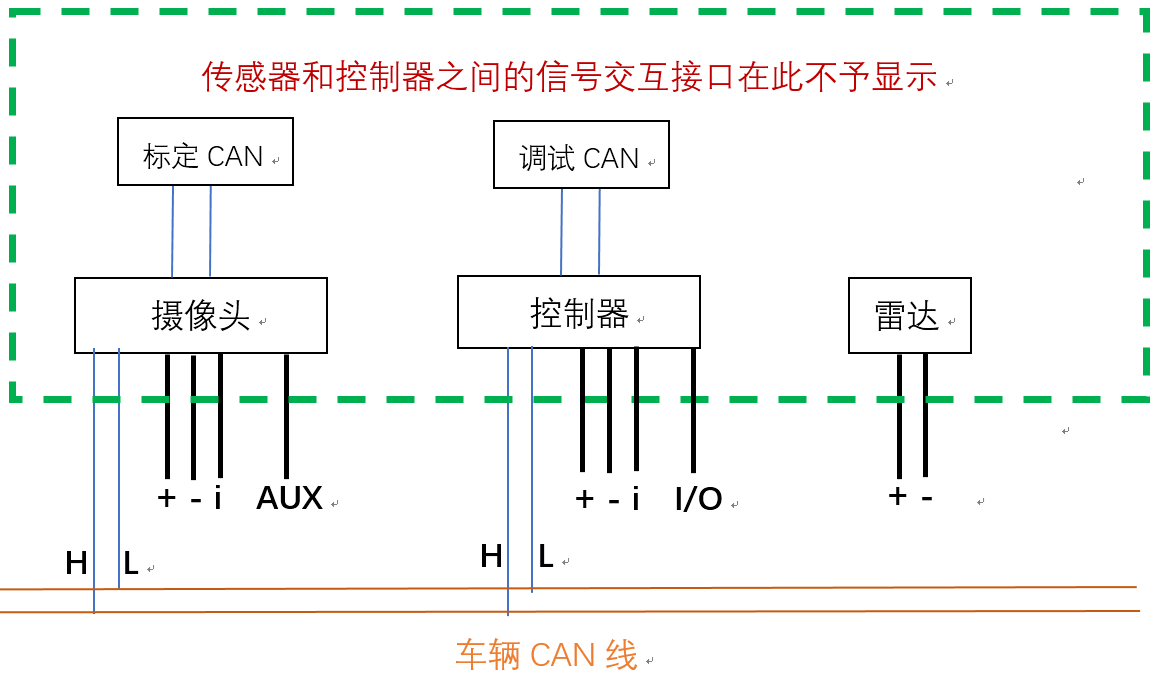 传感器和控制器之间的信号交互接口在此不予显示
标定 CAN
调试 CAN
摄像头
控制器
雷达
+ - i AUX
+ - i I/O
+ -
H L
H L
车辆 CAN 线